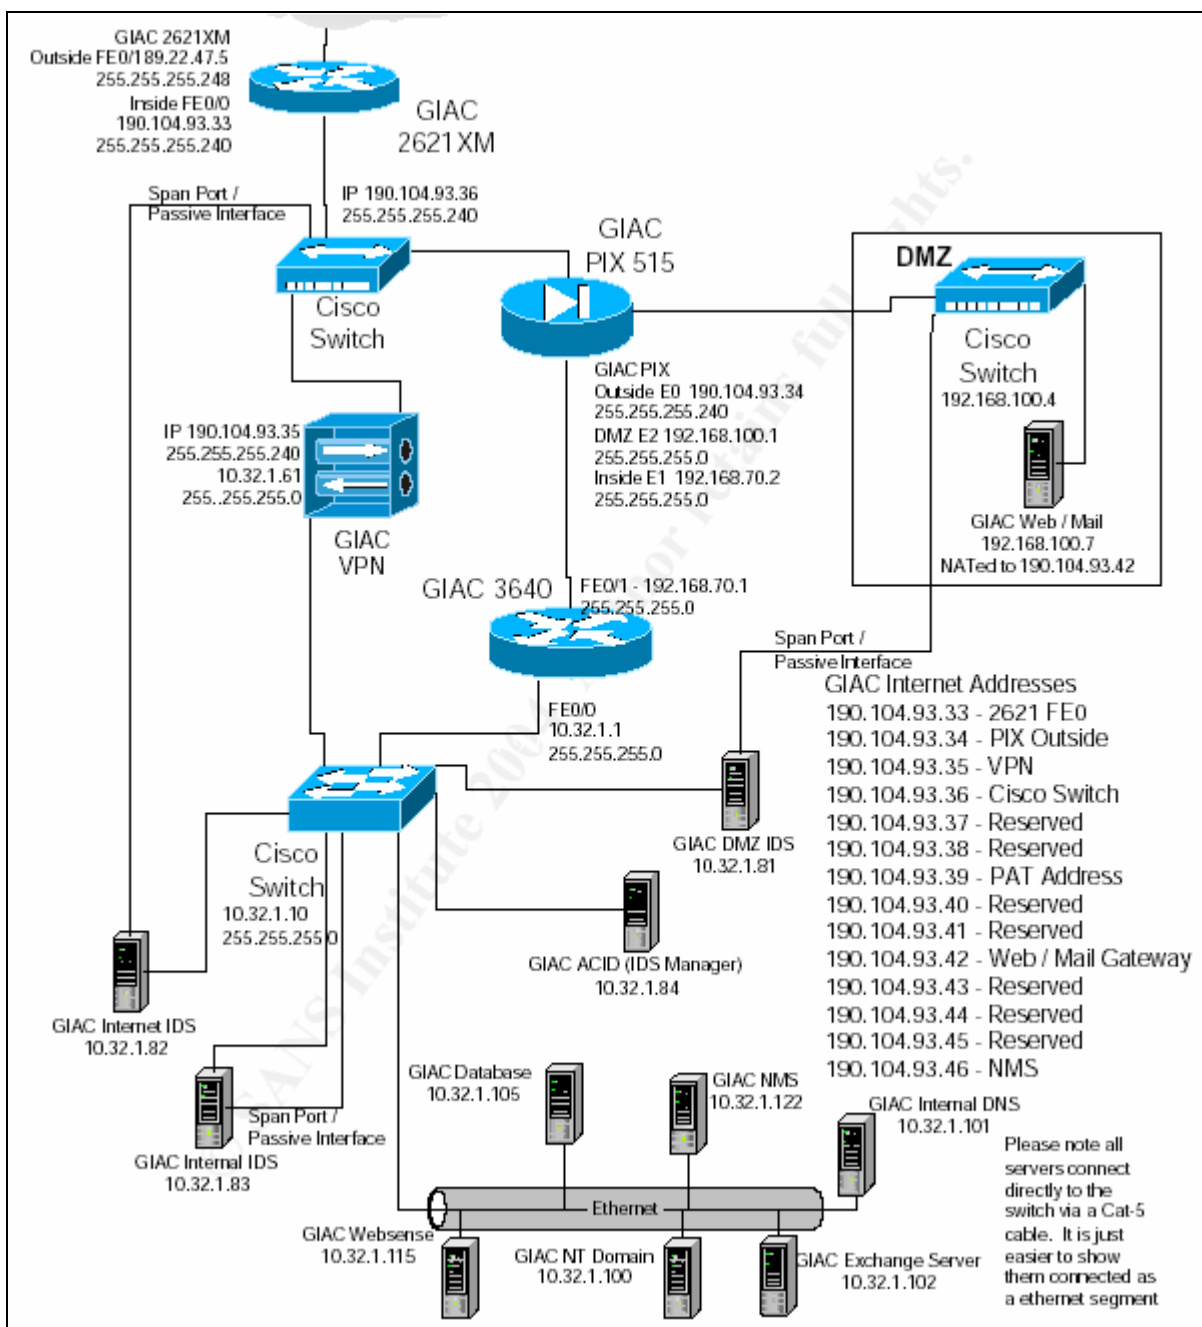 GIAC 2621XM
Outside FE0/189.22.47.5
255.255.255.248
Inside FE0/0
190.104.93.33
255.255.255.240
GIAC
2621XM
Span Port /
Passive Interface
IP 190.104.93.36
255.255.255.240
Cisco
Switch
GIAC
PIX 515
DMZ
Cisco
Switch
192.168.100.4
GIAC PIX
Outside E0 190.104.93.34
255.255.255.240
DMZ E2 192.168.100.1
255.255.255.0
Inside E1 192.168.70.2
255.255.255.0
IP 190.104.93.35
255.255.255.240
10.32.1.61
255..255.255.0
GIAC
VPN
GIAC Web / Mail
192.168.100.7
NATed to 190.104.93.42
GIAC 3640
FE0/1 - 192.168.70.1
255.255.255.0
Span Port /
Passive Interface
FE0/0
10.32.1.1
255.255.255.0
GIAC Internet Addresses
190.104.93.33 - 2621 FE0
190.104.93.34 - PIX Outside
190.104.93.35 - VPN
190.104.93.36 - Cisco Switch
190.104.93.37 - Reserved
190.104.93.38 - Reserved
190.104.93.39 - PAT Address
190.104.93.40 - Reserved
190.104.93.41 - Reserved
190.104.93.42 - Web / Mail Gateway
190.104.93.43 - Reserved
190.104.93.44 - Reserved
190.104.93.45 - Reserved
190.104.93.46 - NMS
Cisco
Switch
10.32.1.10
255.255.255.0
GIAC DMZ IDS
10.32.1.81
GIAC ACID (IDS Manager)
10.32.1.84
GIAC Internet IDS
10.32.1.82
Span Port /
Passive Interface
GIAC Internal IDS
10.32.1.83
GIAC Database
10.32.1.105
GIAC NMS
10.32.1.122
GIAC Internal DNS
10.32.1.101
Ethernet
GIAC Websense
10.32.1.115
GIAC NT Domain
10.32.1.100
GIAC Exchange Server
10.32.1.102
Please note all
servers connect
directly to the
switch via a Cat-5
cable. It is just
easier to show
them connected as
a ethernet segment
SANS Institute 200 retains full rights.